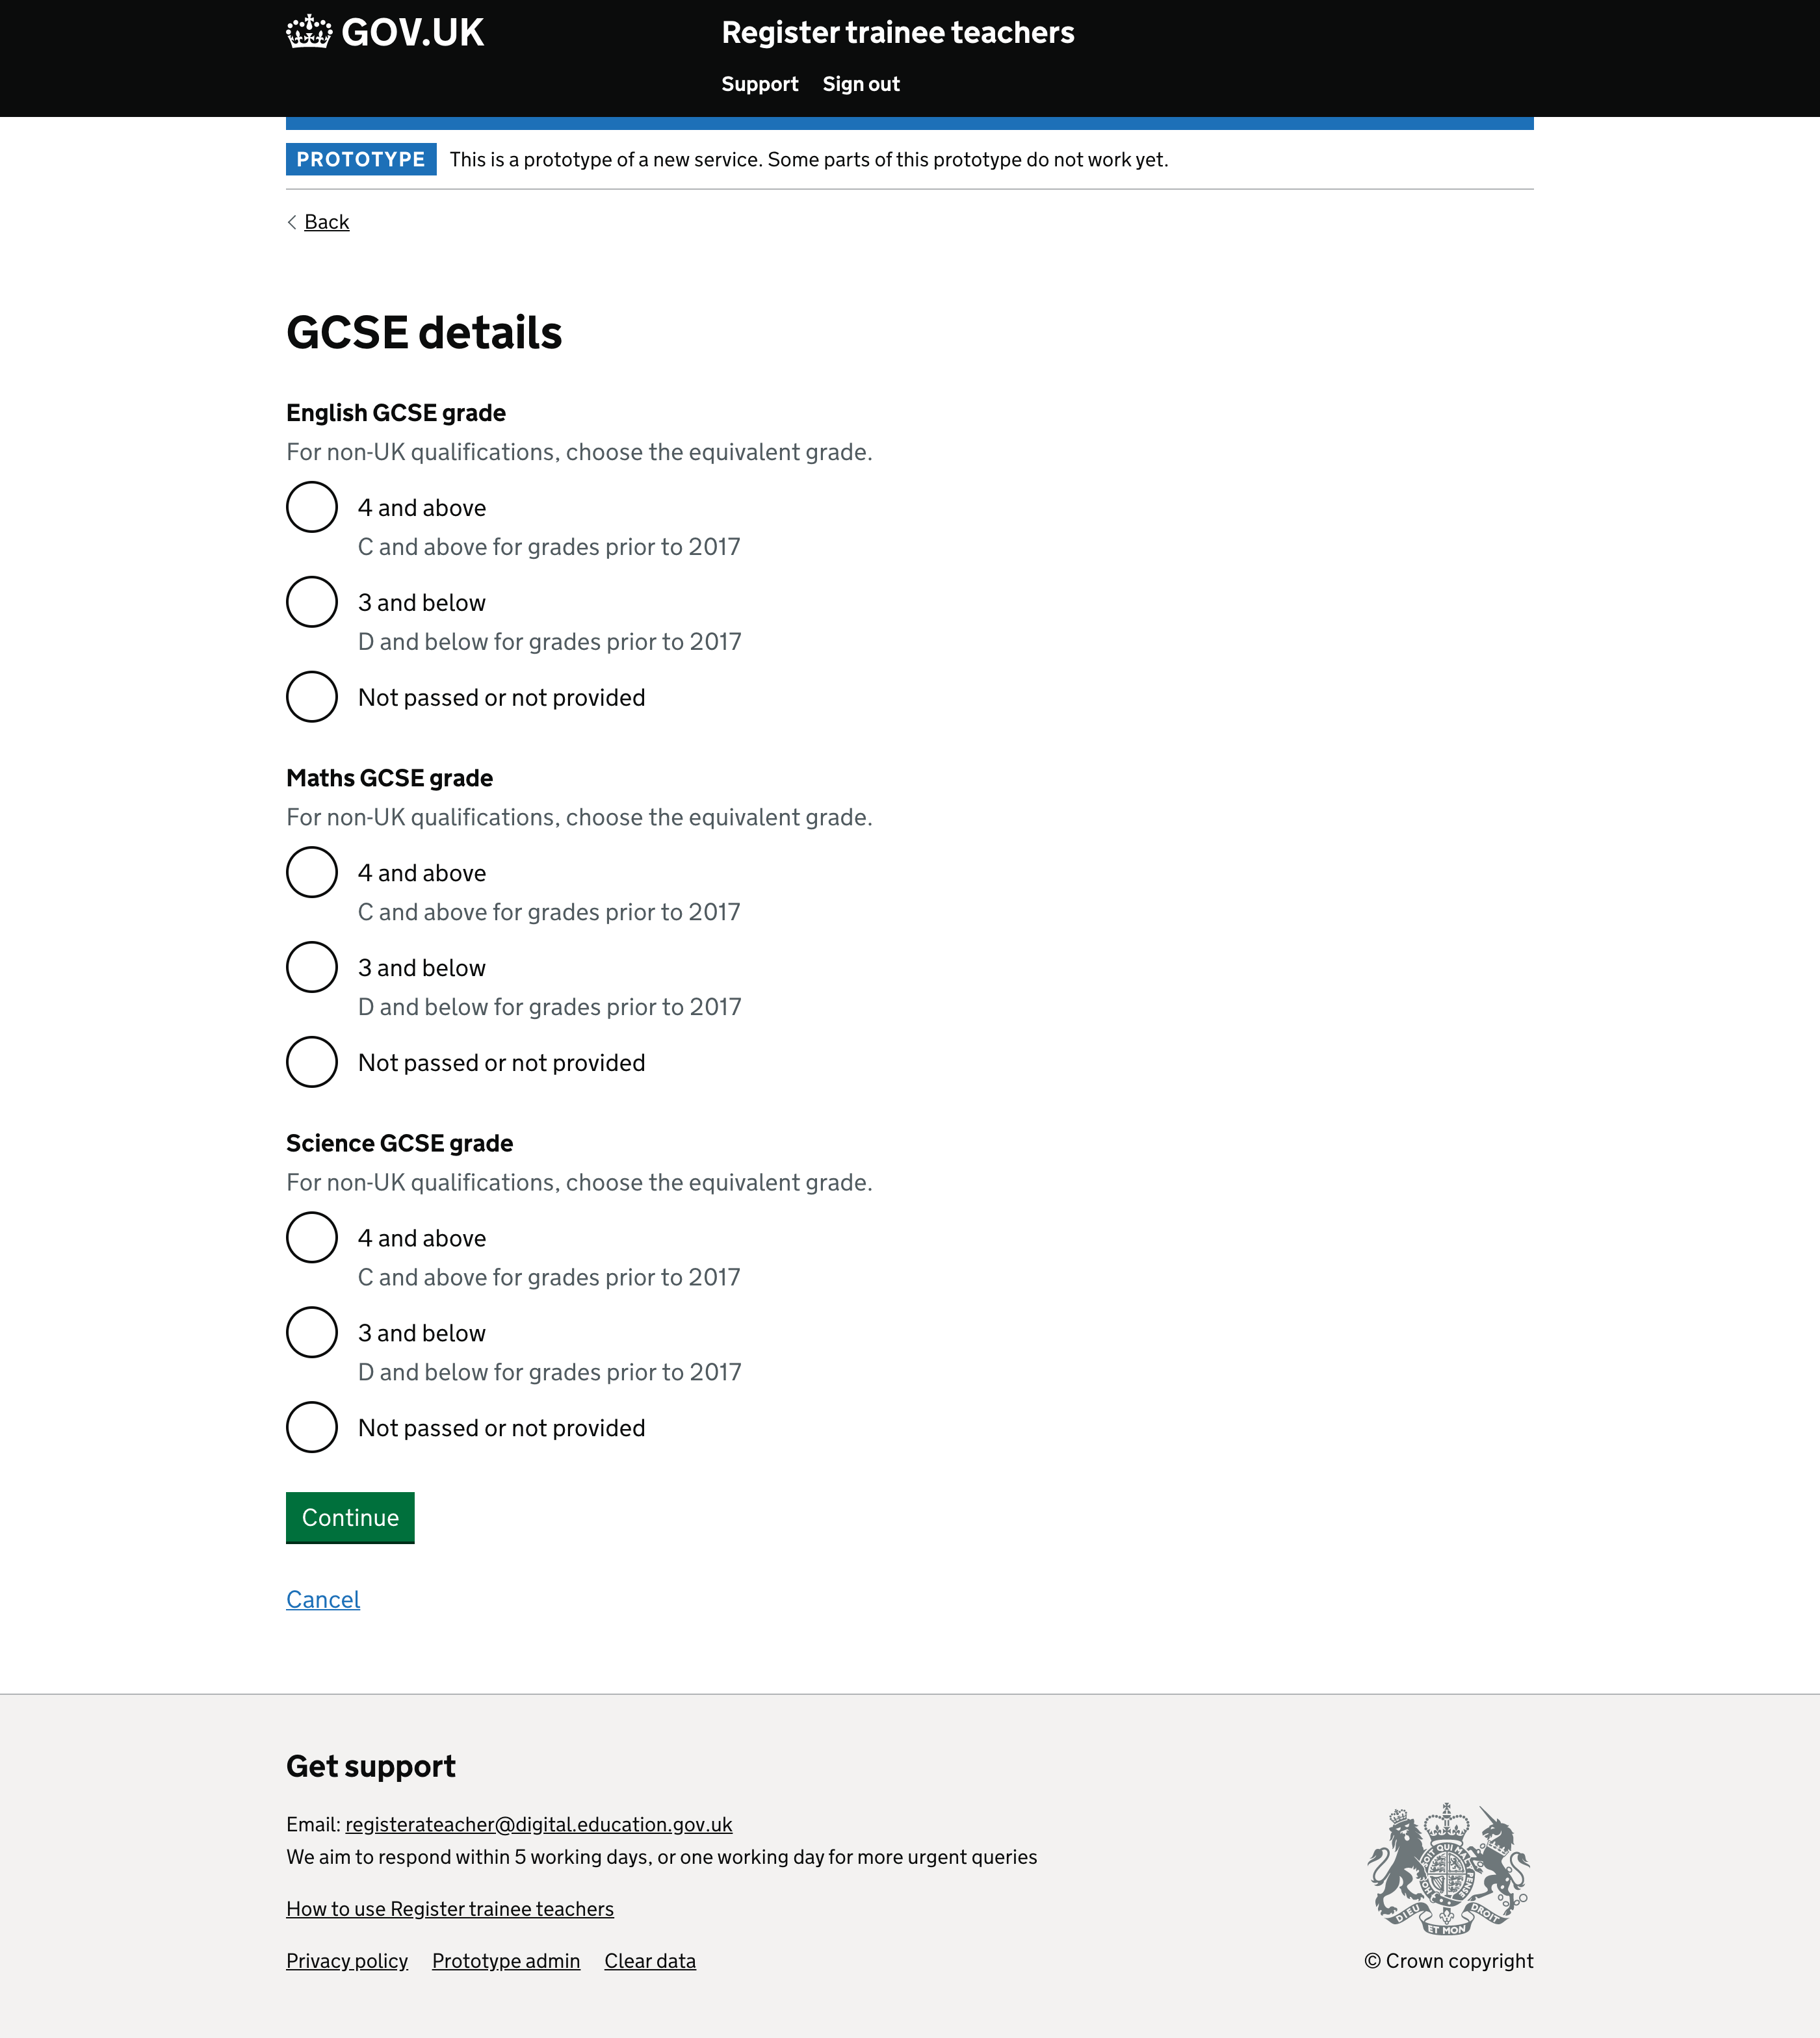 GOV.UK
Register trainee teachers
Support Sign out
PROTOTYPE This is a prototype of a new service. Some parts of this prototype do not work yet.
Back
GCSE details
English GCSE grade
For non-UK qualifications, choose the equivalent grade.
4 and above
C and above for grades prior to 2017
3 and below
D and below for grades prior to 2017
Not passed or not provided
Maths GCSE grade
For non-UK qualifications, choose the equivalent grade.
4 and above
C and above for grades prior to 2017
3 and below
D and below for grades prior to 2017
Not passed or not provided
Science GCSE grade
For non-UK qualifications, choose the equivalent grade.
4 and above
C and above for grades prior to 2017
3 and below
D and below for grades prior to 2017
Not passed or not provided
Continue
Cancel
Get support
Email: registerateacher@digital.education.gov.uk
We aim to respond within 5 working days, or one working day for more urgent queries
How to use Register trainee teachers
Privacy policy Prototype admin Clear data
DIEU ET MON DROIT
© Crown copyright